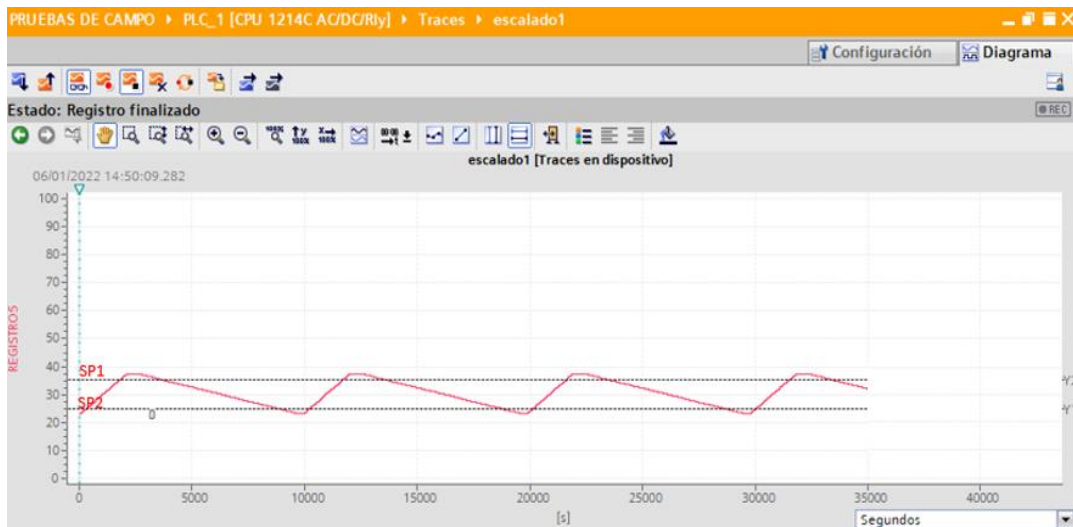 PRUEBAS DE CAMPO ▸ PLC_1 [CPU 1214C AC/DC/Rly] ▸ Traces ▸ escalado1
Configuración Diagrama
Estado: Registro finalizado
REC
escalado1 [Traces en dispositivo]
06/01/2022 14:50:09.282
100
90
80
70
60
50
40
30
20
10
0
REGISTROS
SP1
SP2
0
0 5000 10000 15000 20000 25000 30000 35000 40000
[s]
Segundos